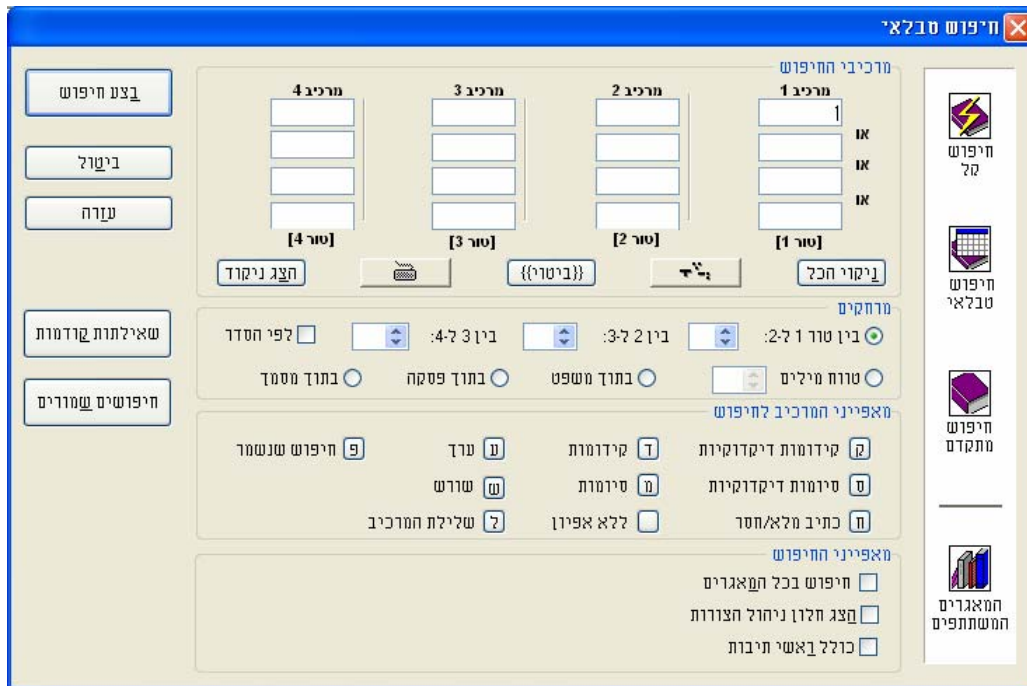 חיפוש טבלאי
חיפוש קל
חיפוש טבלאי
חיפוש מתקדם
המאגרים המשתתפים
מרכיבי החיפוש
מרכיב 1 מרכיב 2 מרכיב 3 מרכיב 4
1
או
או
או
[טור 1] [טור 2] [טור 3] [טור 4]
ניקוי הכל {{ביטוי}} הצג ניקוד
מרחקים
בין טור 1 ל-2: בין 2 ל-3: בין 3 ל-4: לפי הסדר
טווח מילים בתוך משפט בתוך פסקה בתוך מסמך
מאפייני המרכיב לחיפוש
ק קידומות דיקדוקיות ד קידומות ע ערך פ חיפוש שנשמר
ס סיומות דיקדוקיות מ סיומות ש שורש
ח כתיב מלא/חסר ללא אפיון ל שלילת המרכיב
מאפייני החיפוש
חיפוש בכל המאגרים
הצג חלון ניהול הצורות
כולל ראשי תיבות
בצע חיפוש
ביטול
עזרה
שאילתות קודמות
חיפושים שמורים